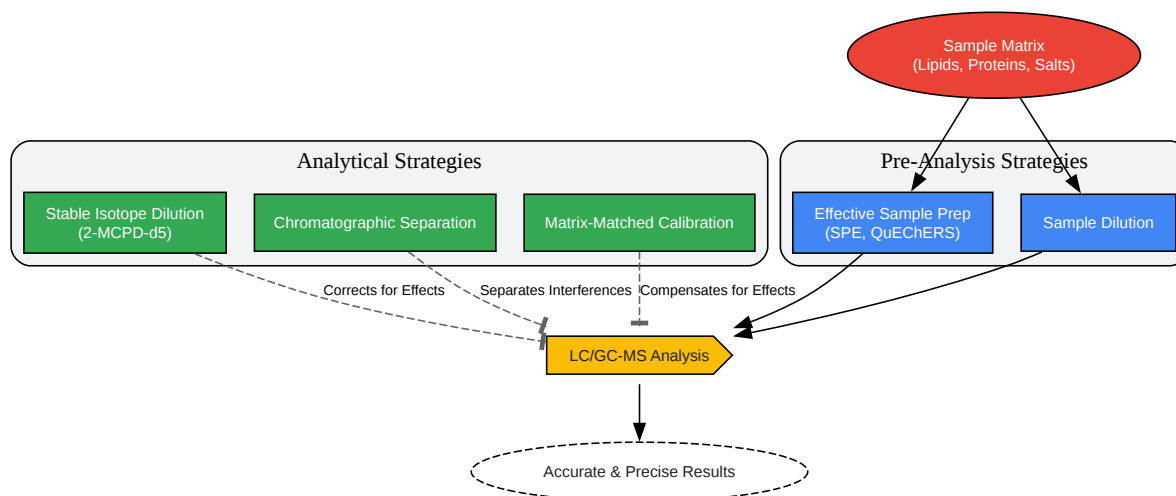 Sample Matrix
(Lipids, Proteins, Salts)
Analytical Strategies
Pre-Analysis Strategies
Stable Isotope Dilution
(2-MCPD-d5)
Chromatographic Separation
Matrix-Matched Calibration
Effective Sample Prep
(SPE, QuEChERS)
Sample Dilution
Corrects for Effects
Separates Interferences
Compensates for Effects
LC/GC-MS Analysis
Accurate & Precise Results